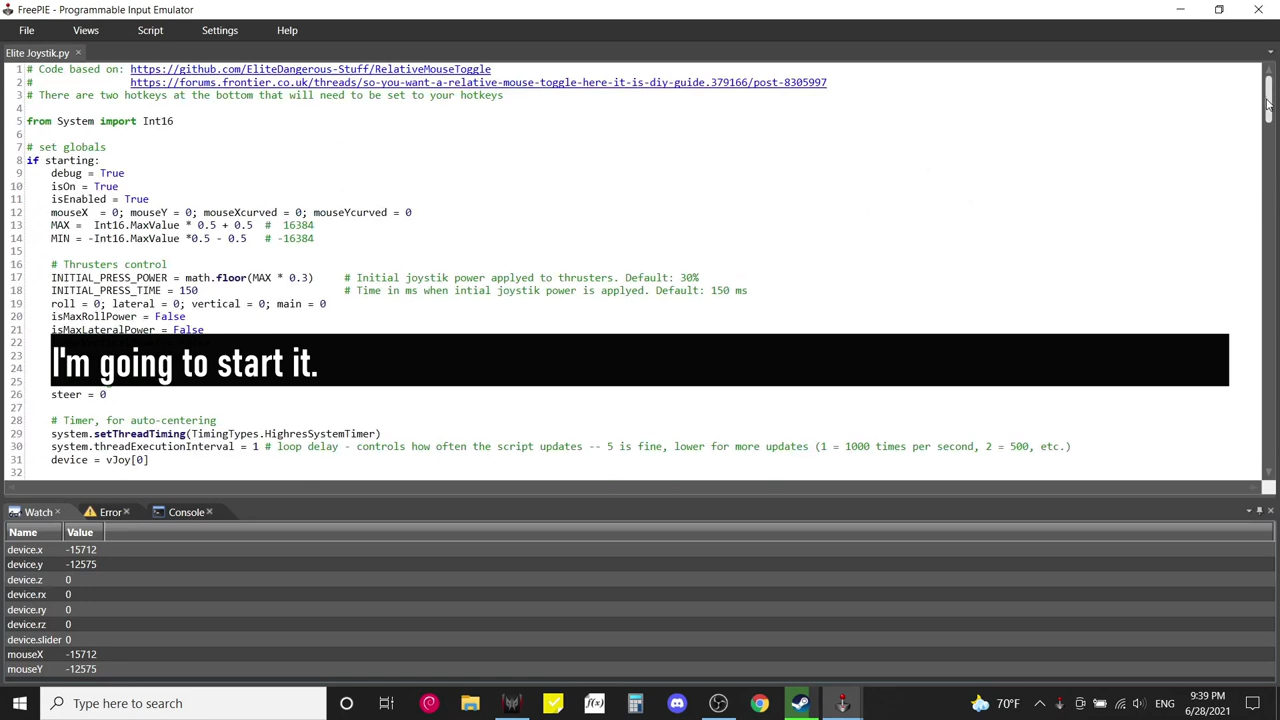 FreePIE - Programmable Input Emulator
File Views Script Settings Help
Elite Joystik.py
1 # Code based on: https://github.com/EliteDangerous-Stuff/RelativeMouseToggle
2 # https://forums.frontier.co.uk/threads/so-you-want-a-relative-mouse-toggle-here-it-is-diy-guide.379166/post-8305997
3 # There are two hotkeys at the bottom that will need to be set to your hotkeys
4
5 from System import Int16
6
7 # set globals
8 if starting:
9 debug = True
10 isOn = True
11 isEnabled = True
12 mouseX = 0; mouseY = 0; mouseXcurved = 0; mouseYcurved = 0
13 MAX = Int16.MaxValue * 0.5 + 0.5 # 16384
14 MIN = -Int16.MaxValue *0.5 - 0.5 # -16384
15
16 # Thrusters control
17 INITIAL_PRESS_POWER = math.floor(MAX * 0.3) # Initial joystik power applyed to thrusters. Default: 30%
18 INITIAL_PRESS_TIME = 150 # Time in ms when intial joystik power is applyed. Default: 150 ms
19 roll = 0; lateral = 0; vertical = 0; main = 0
20 isMaxRollPower = False
21 isMaxLateralPower = False
22
23
24
25
I'm going to start it.
26 steer = 0
27
28 # Timer, for auto-centering
29 system.setThreadTiming(TimingTypes.HighresSystemTimer)
30 system.threadExecutionInterval = 1 # loop delay - controls how often the script updates -- 5 is fine, lower for more updates (1 = 1000 times per second, 2 = 500, etc.)
31 device = vJoy[0]
32
Watch Error Console
Name Value
device.x -15712
device.y -12575
device.z 0
device.rx 0
device.ry 0
device.rz 0
device.slider 0
mouseX -15712
mouseY -12575
Type here to search
f(x)
70°F
ENG
9:39 PM
6/28/2021